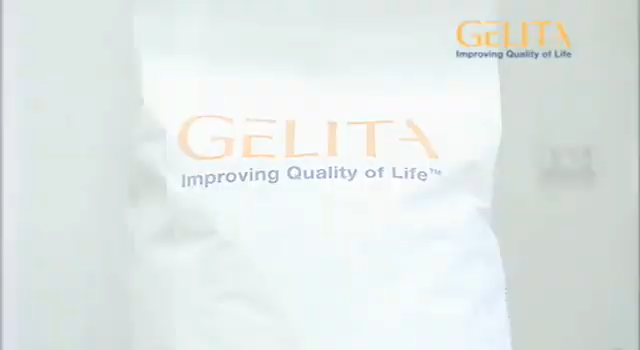 GELITA
Improving Quality of Life
GELITA
Improving Quality of Life™